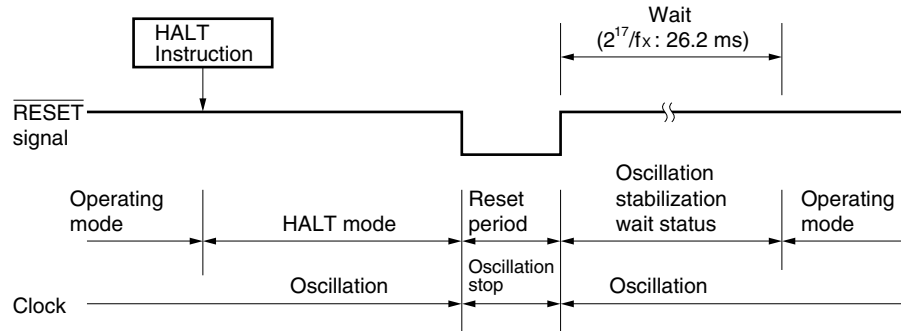 HALT
Instruction
Wait
(2¹⁷/fx : 26.2 ms)
RESET
signal
Operating
mode
HALT mode
Reset
period
Oscillation
stabilization
wait status
Operating
mode
Clock
Oscillation
Oscillation
stop
Oscillation